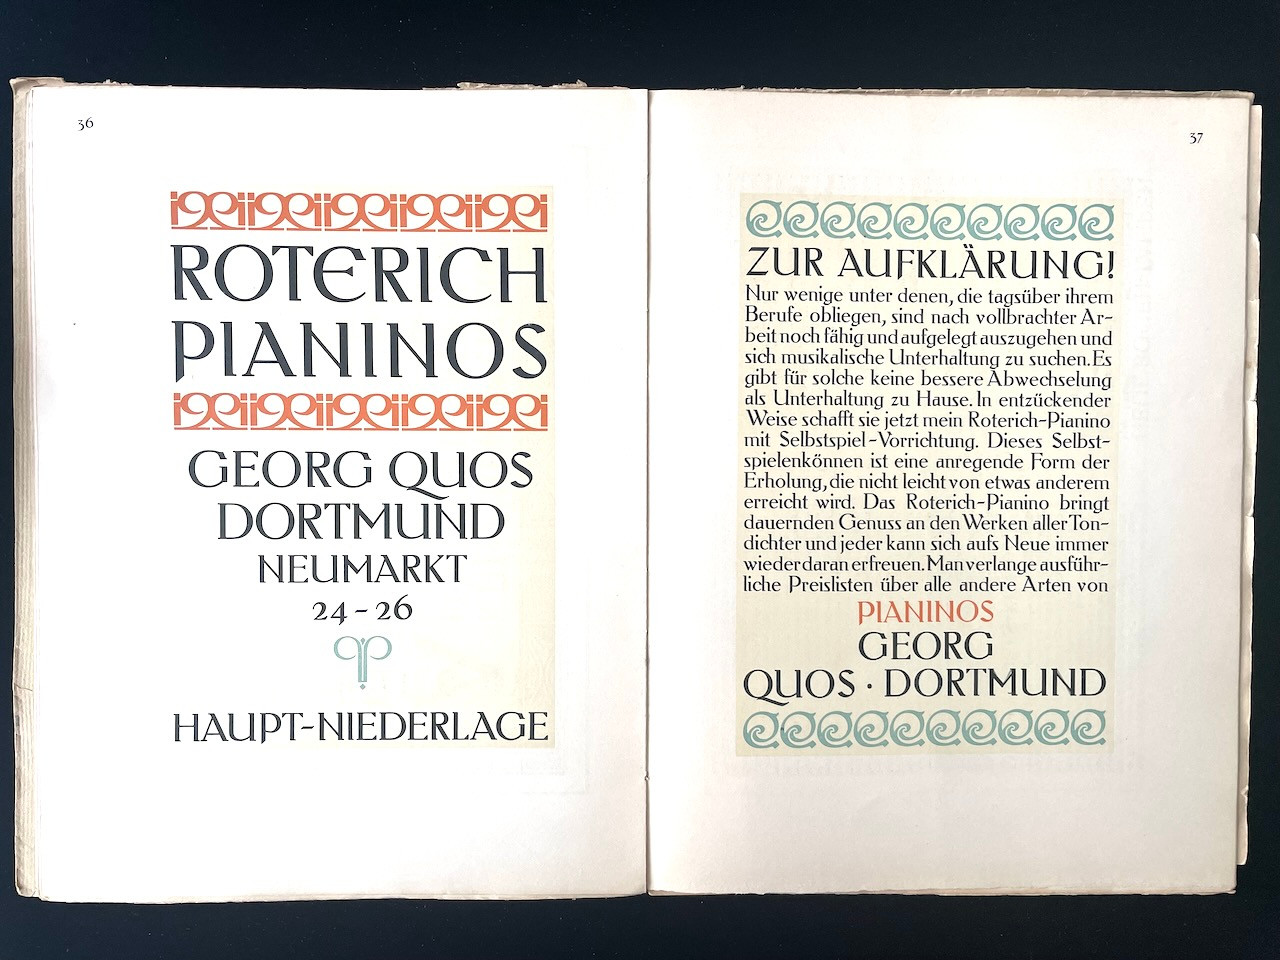 36
ROTERICH
PIANINOS
GEORG QUOS
DORTMUND
NEUMARKT
24-26
HAUPT-NIEDERLAGE
37
ZUR AUFKLÄRUNG!
Nur wenige unter denen, die tagsüber ihrem
Berufe obliegen, sind nach vollbrachter Ar-
beit noch fähig und aufgelegt auszugehen und
sich musikalische Unterhaltung zu suchen. Es
gibt für solche keine bessere Abwechselung
als Unterhaltung zu Hause. In entzückender
Weise schafft sie jetzt mein Roterich-Pianino
mit Selbstspiel-Vorrichtung. Dieses Selbst-
spielenkönnen ist eine anregende Form der
Erholung, die nicht leicht von etwas anderem
erreicht wird. Das Roterich-Pianino bringt
dauernden Genuss an den Werken aller Ton-
dichter und jeder kann sich aufs Neue immer
wieder daran erfreuen. Man verlange ausführ-
liche Preislisten über alle andere Arten von
PIANINOS
GEORG
QUOS · DORTMUND